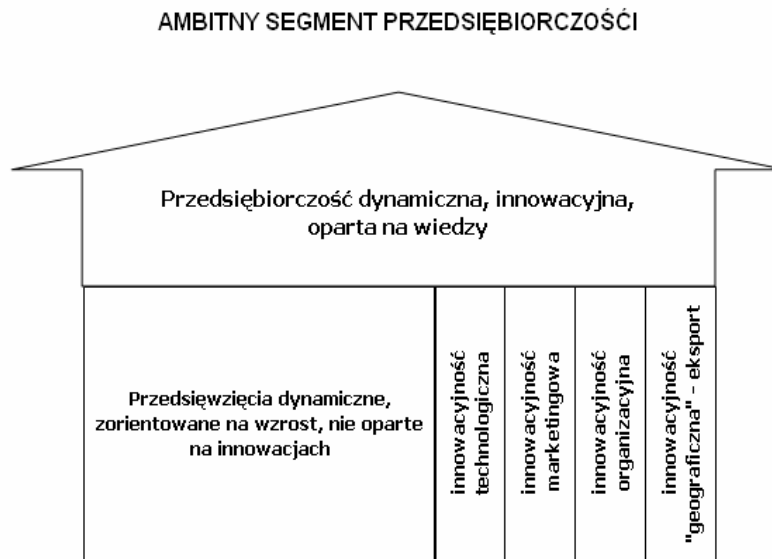 AMBITNY SEGMENT PRZEDSIĘBIORCZOŚĆI
Przedsiębiorczość dynamiczna, innowacyjna,
oparta na wiedzy
Przedsięwzięcia dynamiczne,
zorientowane na wzrost, nie oparte
na innowacjach
innowacyjność
technologiczna
innowacyjność
marketingowa
innowacyjność
organizacyjna
innowacyjność
"geograficzna" - eksport